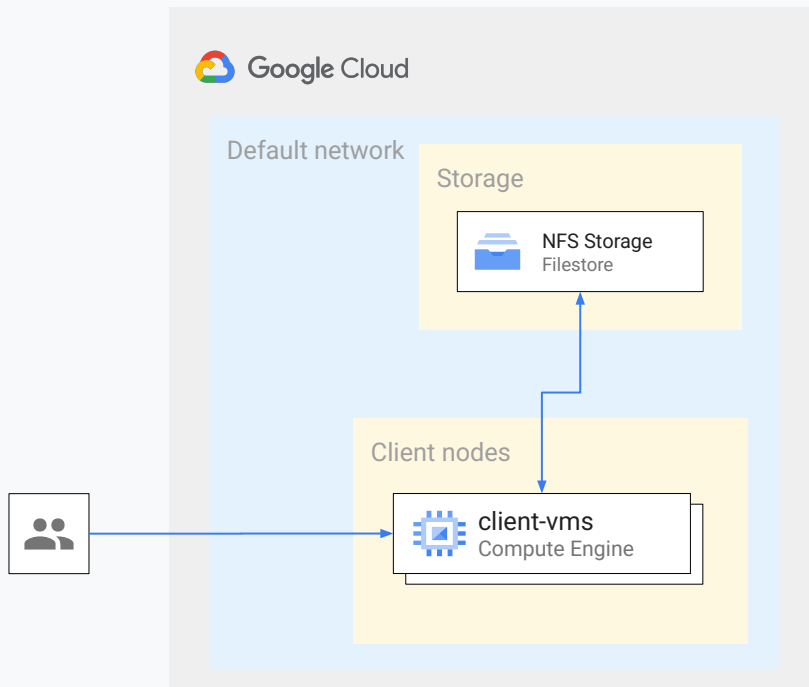 Google Cloud
Default network
Storage
NFS Storage
Filestore
Client nodes
client-vms
Compute Engine